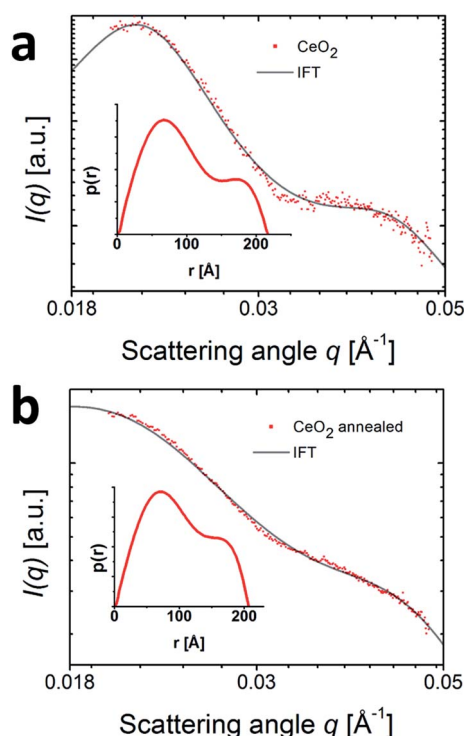 a
CeO₂
IFT
I(q) [a.u.]
p(r)
0 100 200
r [Å]
0.018 0.03 0.05
Scattering angle q [Å⁻¹]
b
CeO₂ annealed
IFT
I(q) [a.u.]
p(r)
0 100 200
r [Å]
0.018 0.03 0.05
Scattering angle q [Å⁻¹]